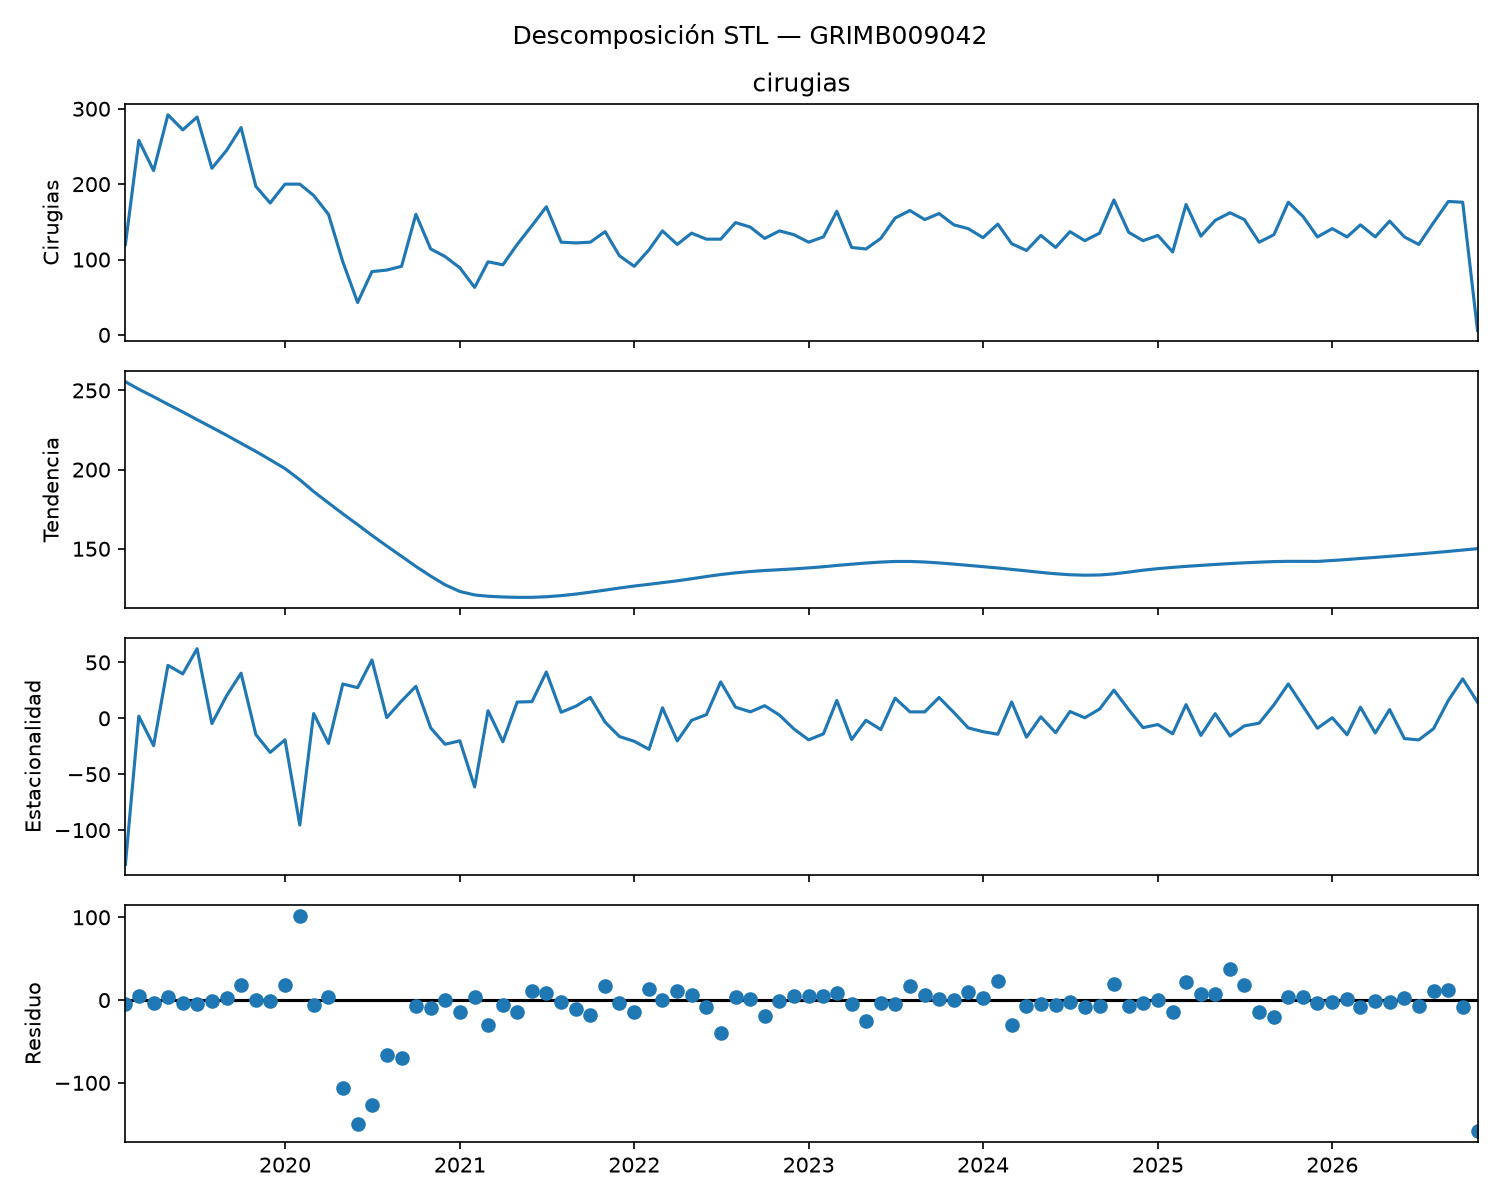 Descomposición STL — GRIMB009042
cirugias
Cirugias
300
200
100
0
Tendencia
250
200
150
Estacionalidad
50
0
−50
−100
Residuo
100
0
−100
2020 2021 2022 2023 2024 2025 2026